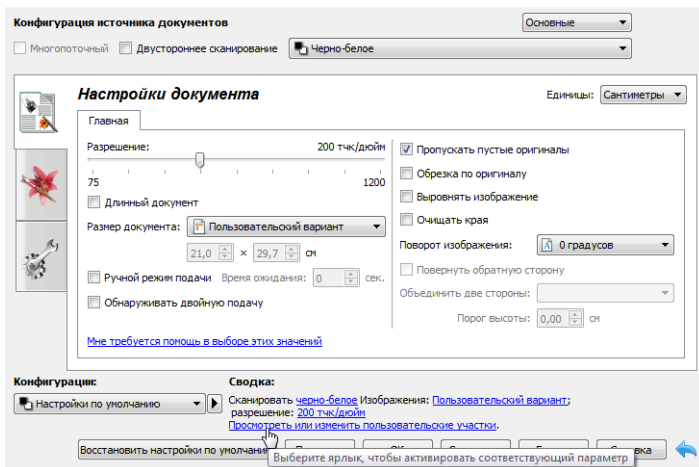 Конфигурация источника документов
Основные
Многопоточный Двустороннее сканирование Черно-белое
Настройки документа
Единицы: Сантиметры
Главная
Разрешение: 200 тчк/дюйм
75 1200
Длинный документ
Размер документа: Пользовательский вариант
21,0 × 29,7 см
Ручной режим подачи Время ожидания: 0 сек.
Обнаруживать двойную подачу
Мне требуется помощь в выборе этих значений
Пропускать пустые оригиналы
Обрезка по оригиналу
Выровнять изображение
Очищать края
Поворот изображения: 0 градусов
Повернуть обратную сторону
Объединить две стороны:
Порог высоты: 0,00 см
Конфигурации:
Настройки по умолчанию
Сводка:
Сканировать черно-белое Изображения: Пользовательский вариант;
разрешение: 200 тчк/дюйм
Просмотреть или изменить пользовательские участки.
Восстановить настройки по умолчанию
Выберите ярлык, чтобы активировать соответствующий параметр